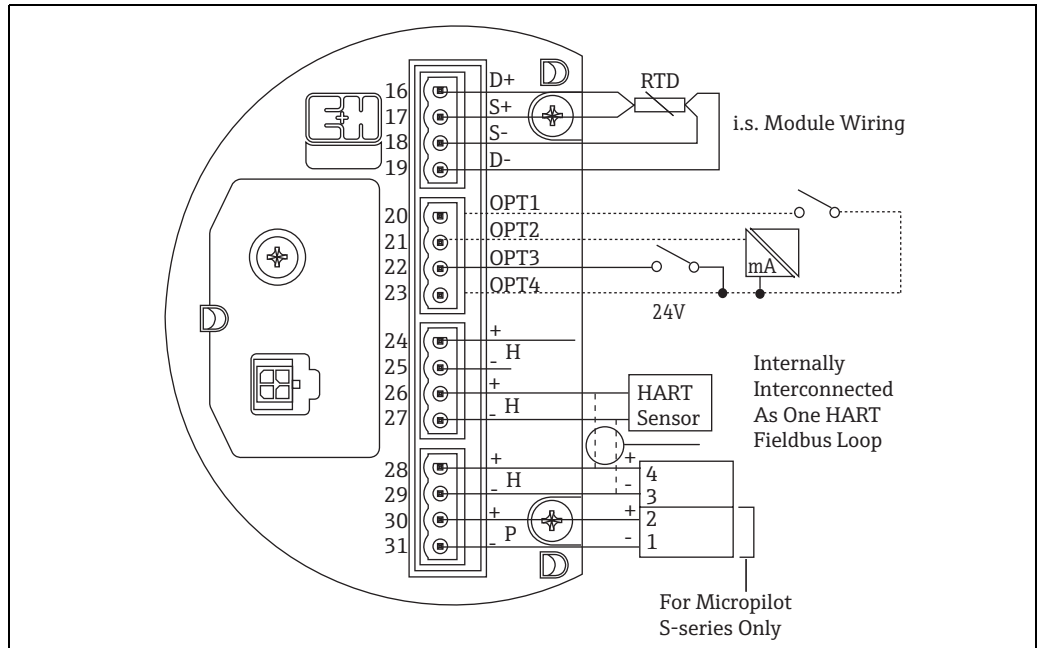 16
17
18
19
D+
S+
S-
D-
RTD
i.s. Module Wiring
20
21
22
23
OPT1
OPT2
OPT3
OPT4
mA
24V
24
25
26
27
+
- H
+
- H
HART
Sensor
Internally
Interconnected
As One HART
Fieldbus Loop
28
29
30
31
+
- H
+
- P
+ 4
- 3
+ 2
- 1
For Micropilot
S-series Only